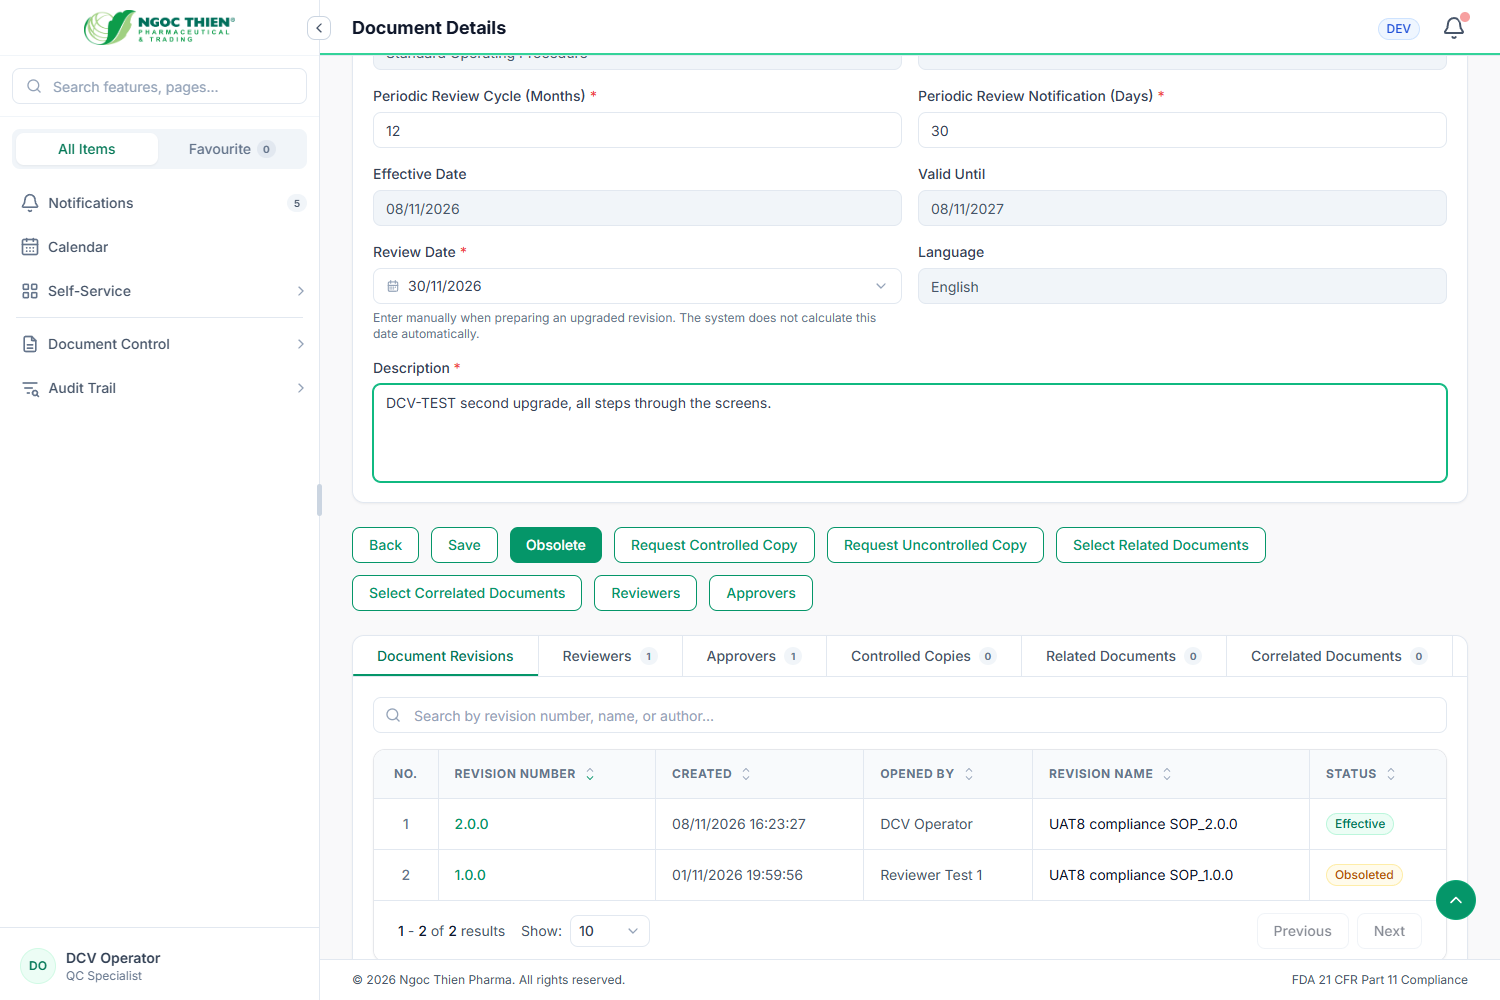 NGOC THIEN®
PHARMACEUTICAL
& TRADING
Document Details
DEV
Search features, pages...
All Items
Favourite 0
Notifications 5
Calendar
Self-Service
Document Control
Audit Trail
Standard Operating Procedure
Periodic Review Cycle (Months) *
Periodic Review Notification (Days) *
12
30
Effective Date
Valid Until
08/11/2026
08/11/2027
Review Date *
Language
30/11/2026
English
Enter manually when preparing an upgraded revision. The system does not calculate this
date automatically.
Description *
DCV-TEST second upgrade, all steps through the screens.
Back
Save
Obsolete
Request Controlled Copy
Request Uncontrolled Copy
Select Related Documents
Select Correlated Documents
Reviewers
Approvers
Document Revisions
Reviewers 1
Approvers 1
Controlled Copies 0
Related Documents 0
Correlated Documents 0
Search by revision number, name, or author...
NO. REVISION NUMBER CREATED OPENED BY REVISION NAME STATUS
1 2.0.0 08/11/2026 16:23:27 DCV Operator UAT8 compliance SOP_2.0.0 Effective
2 1.0.0 01/11/2026 19:59:56 Reviewer Test 1 UAT8 compliance SOP_1.0.0 Obsoleted
1 - 2 of 2 results Show: 10
Previous
Next
DO
DCV Operator
QC Specialist
© 2026 Ngoc Thien Pharma. All rights reserved.
FDA 21 CFR Part 11 Compliance